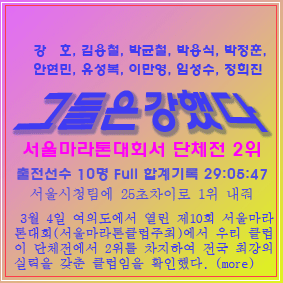 강 호, 김용철, 박균철, 박용식, 박정훈,
안현민, 유성복, 이만영, 임성수, 정희진
그들은강했다
서울마라톤대회서 단체전 2위
출전선수 10명 Full 합계기록 29:05:47
서울시청팀에 25초차이로 1위 내줘
3월 4일 여의도에서 열린 제10회 서울마라
톤대회(서울마라톤클럽주최)에서 우리 클럽
이 단체전에서 2위를 차지하여 전국 최강의
실력을 갖춘 클럽임을 확인했다. (more)